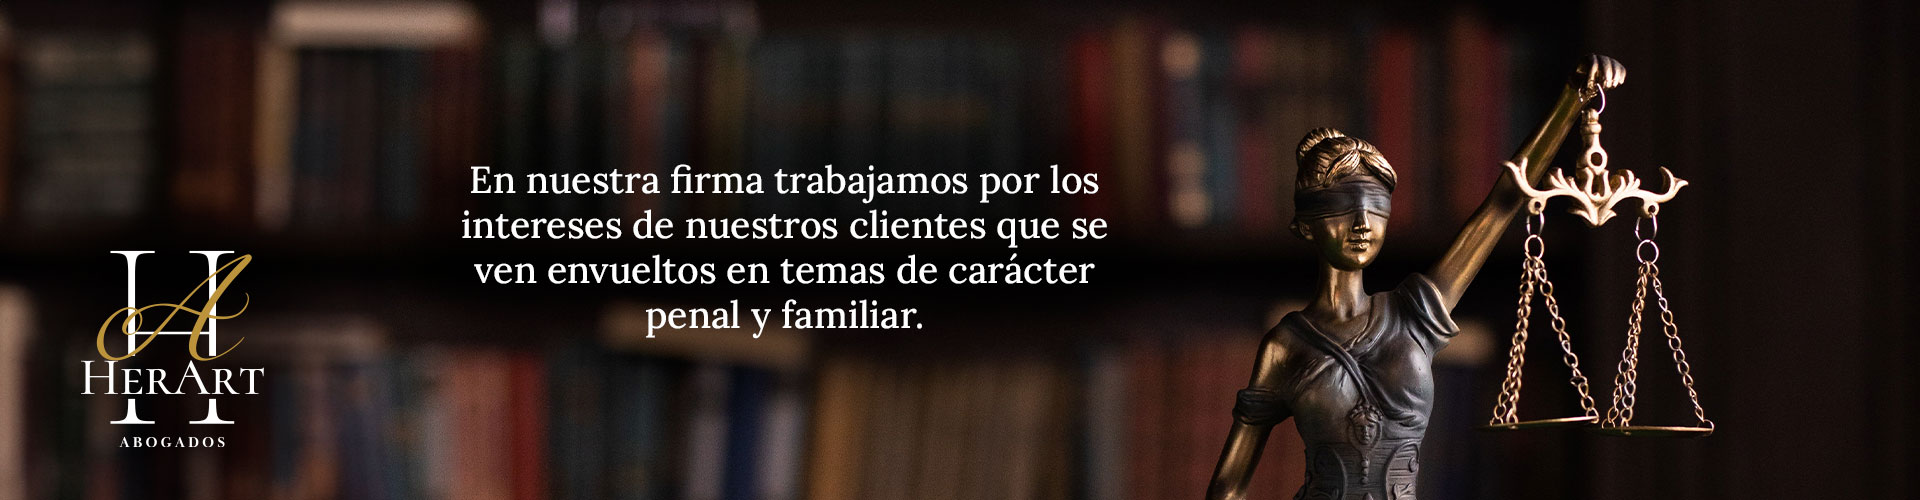 En nuestra firma trabajamos por los
intereses de nuestros clientes que se
ven envueltos en temas de carácter
penal y familiar.
HA
HERART
ABOGADOS